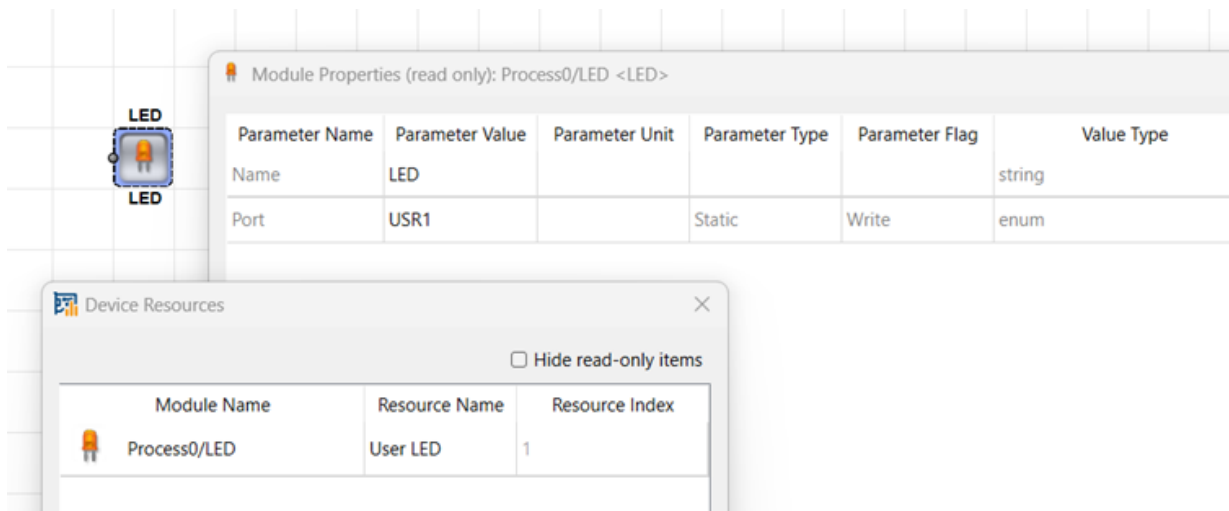 LED
LED
Module Properties (read only): Process0/LED <LED>
Parameter Name Parameter Value Parameter Unit Parameter Type Parameter Flag Value Type
Name LED string
Port USR1 Static Write enum
Device Resources
Hide read-only items
Module Name Resource Name Resource Index
Process0/LED User LED 1